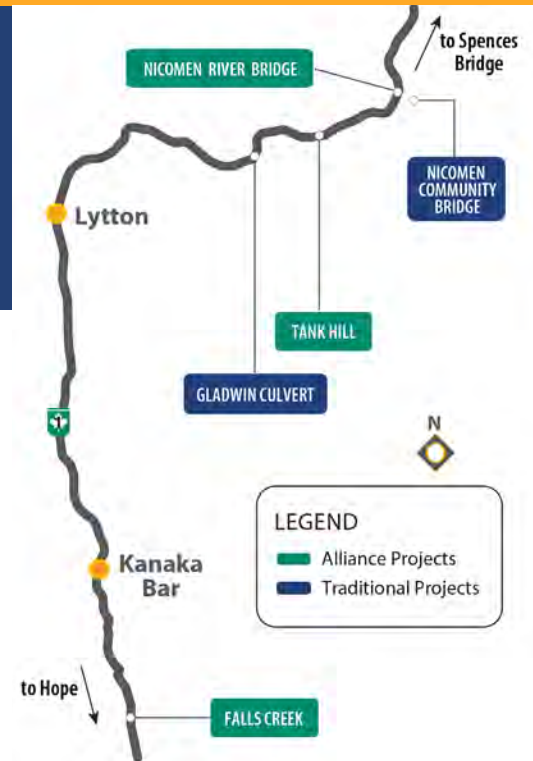 to Spences
Bridge
NICOMEN RIVER BRIDGE
NICOMEN
COMMUNITY
BRIDGE
Lytton
TANK HILL
GLADWIN CULVERT
1
N
LEGEND
Alliance Projects
Traditional Projects
Kanaka
Bar
to Hope
FALLS CREEK